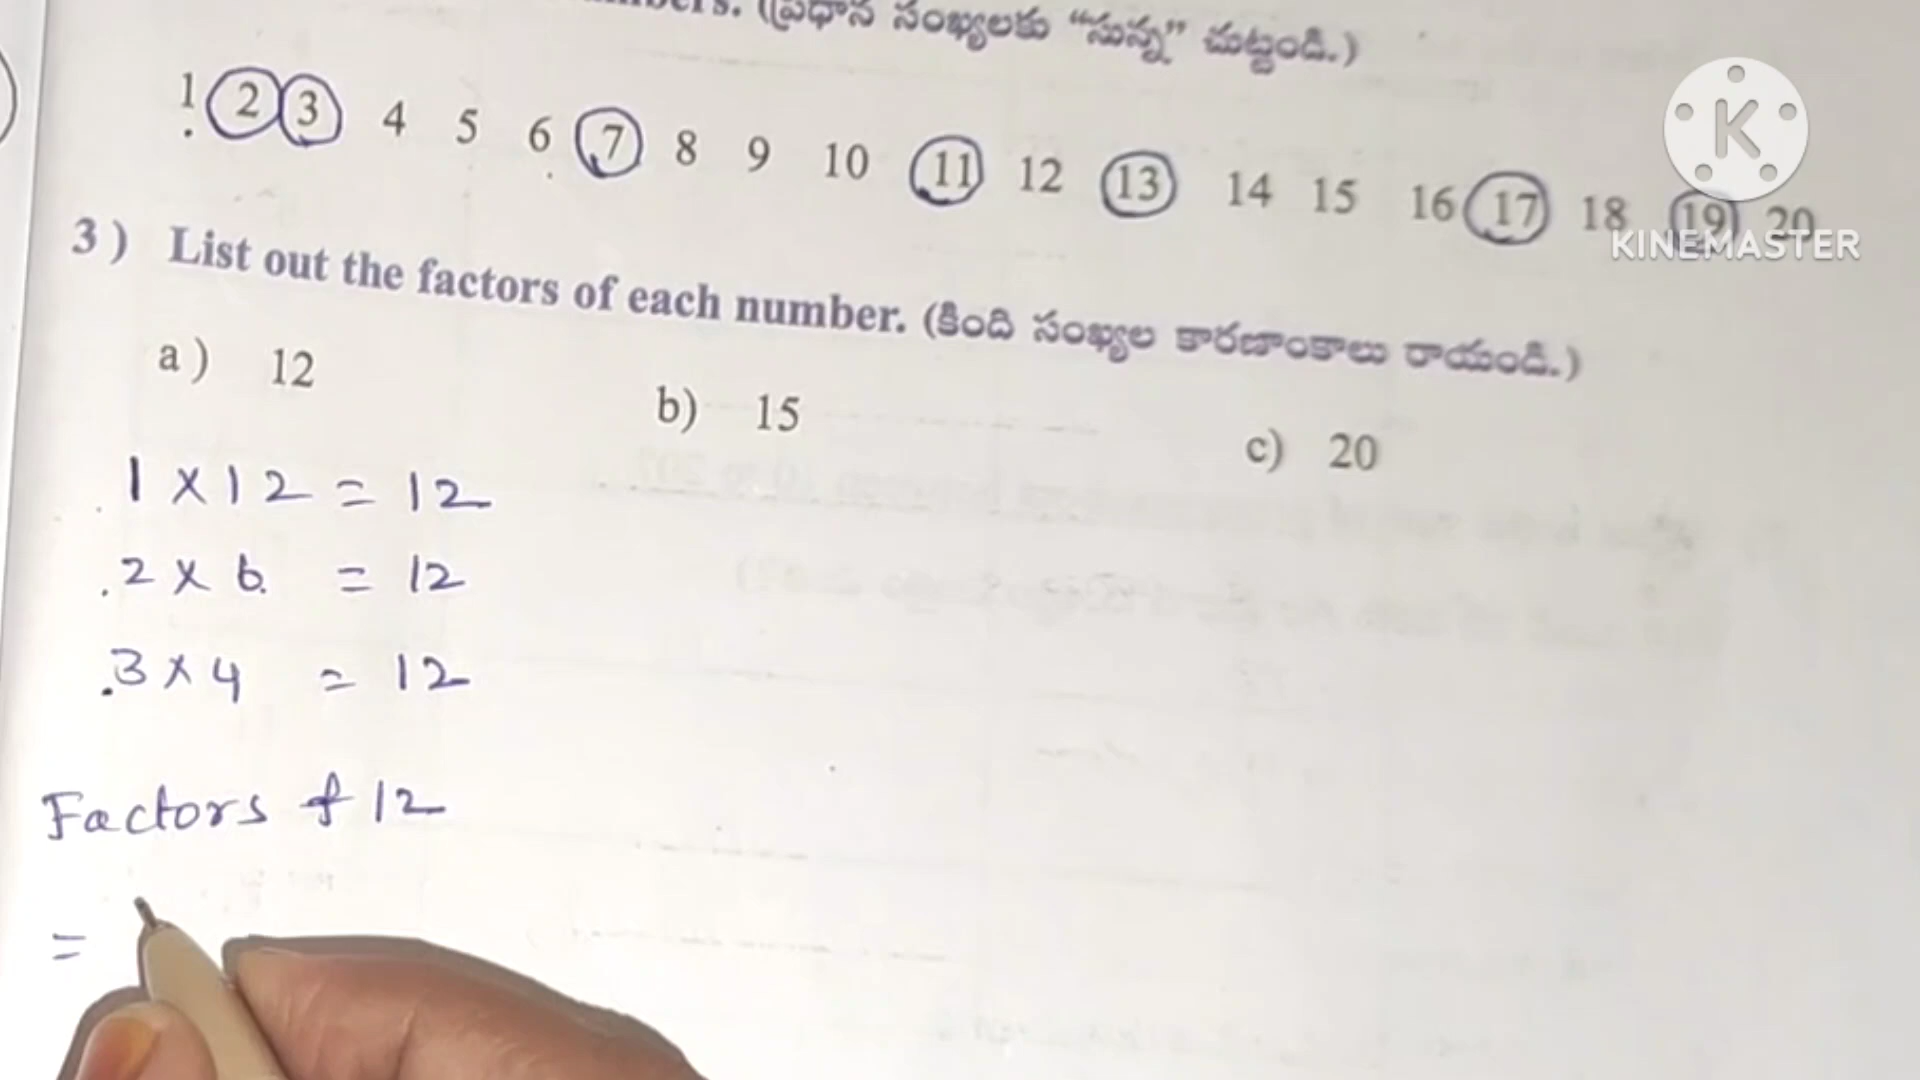 (ప్రధాన సంఖ్యలకు "సున్న" చుట్టండి.)
1 2 3 4 5 6 7 8 9 10 11 12 13 14 15 16 17 18 19 20
K
KINEMASTER
3) List out the factors of each number. (కింది సంఖ్యల కారణాంకాలు రాయండి.)
a) 12 b) 15 c) 20
1 × 12 = 12
2 × 6 = 12
3 × 4 = 12
Factors of 12
=